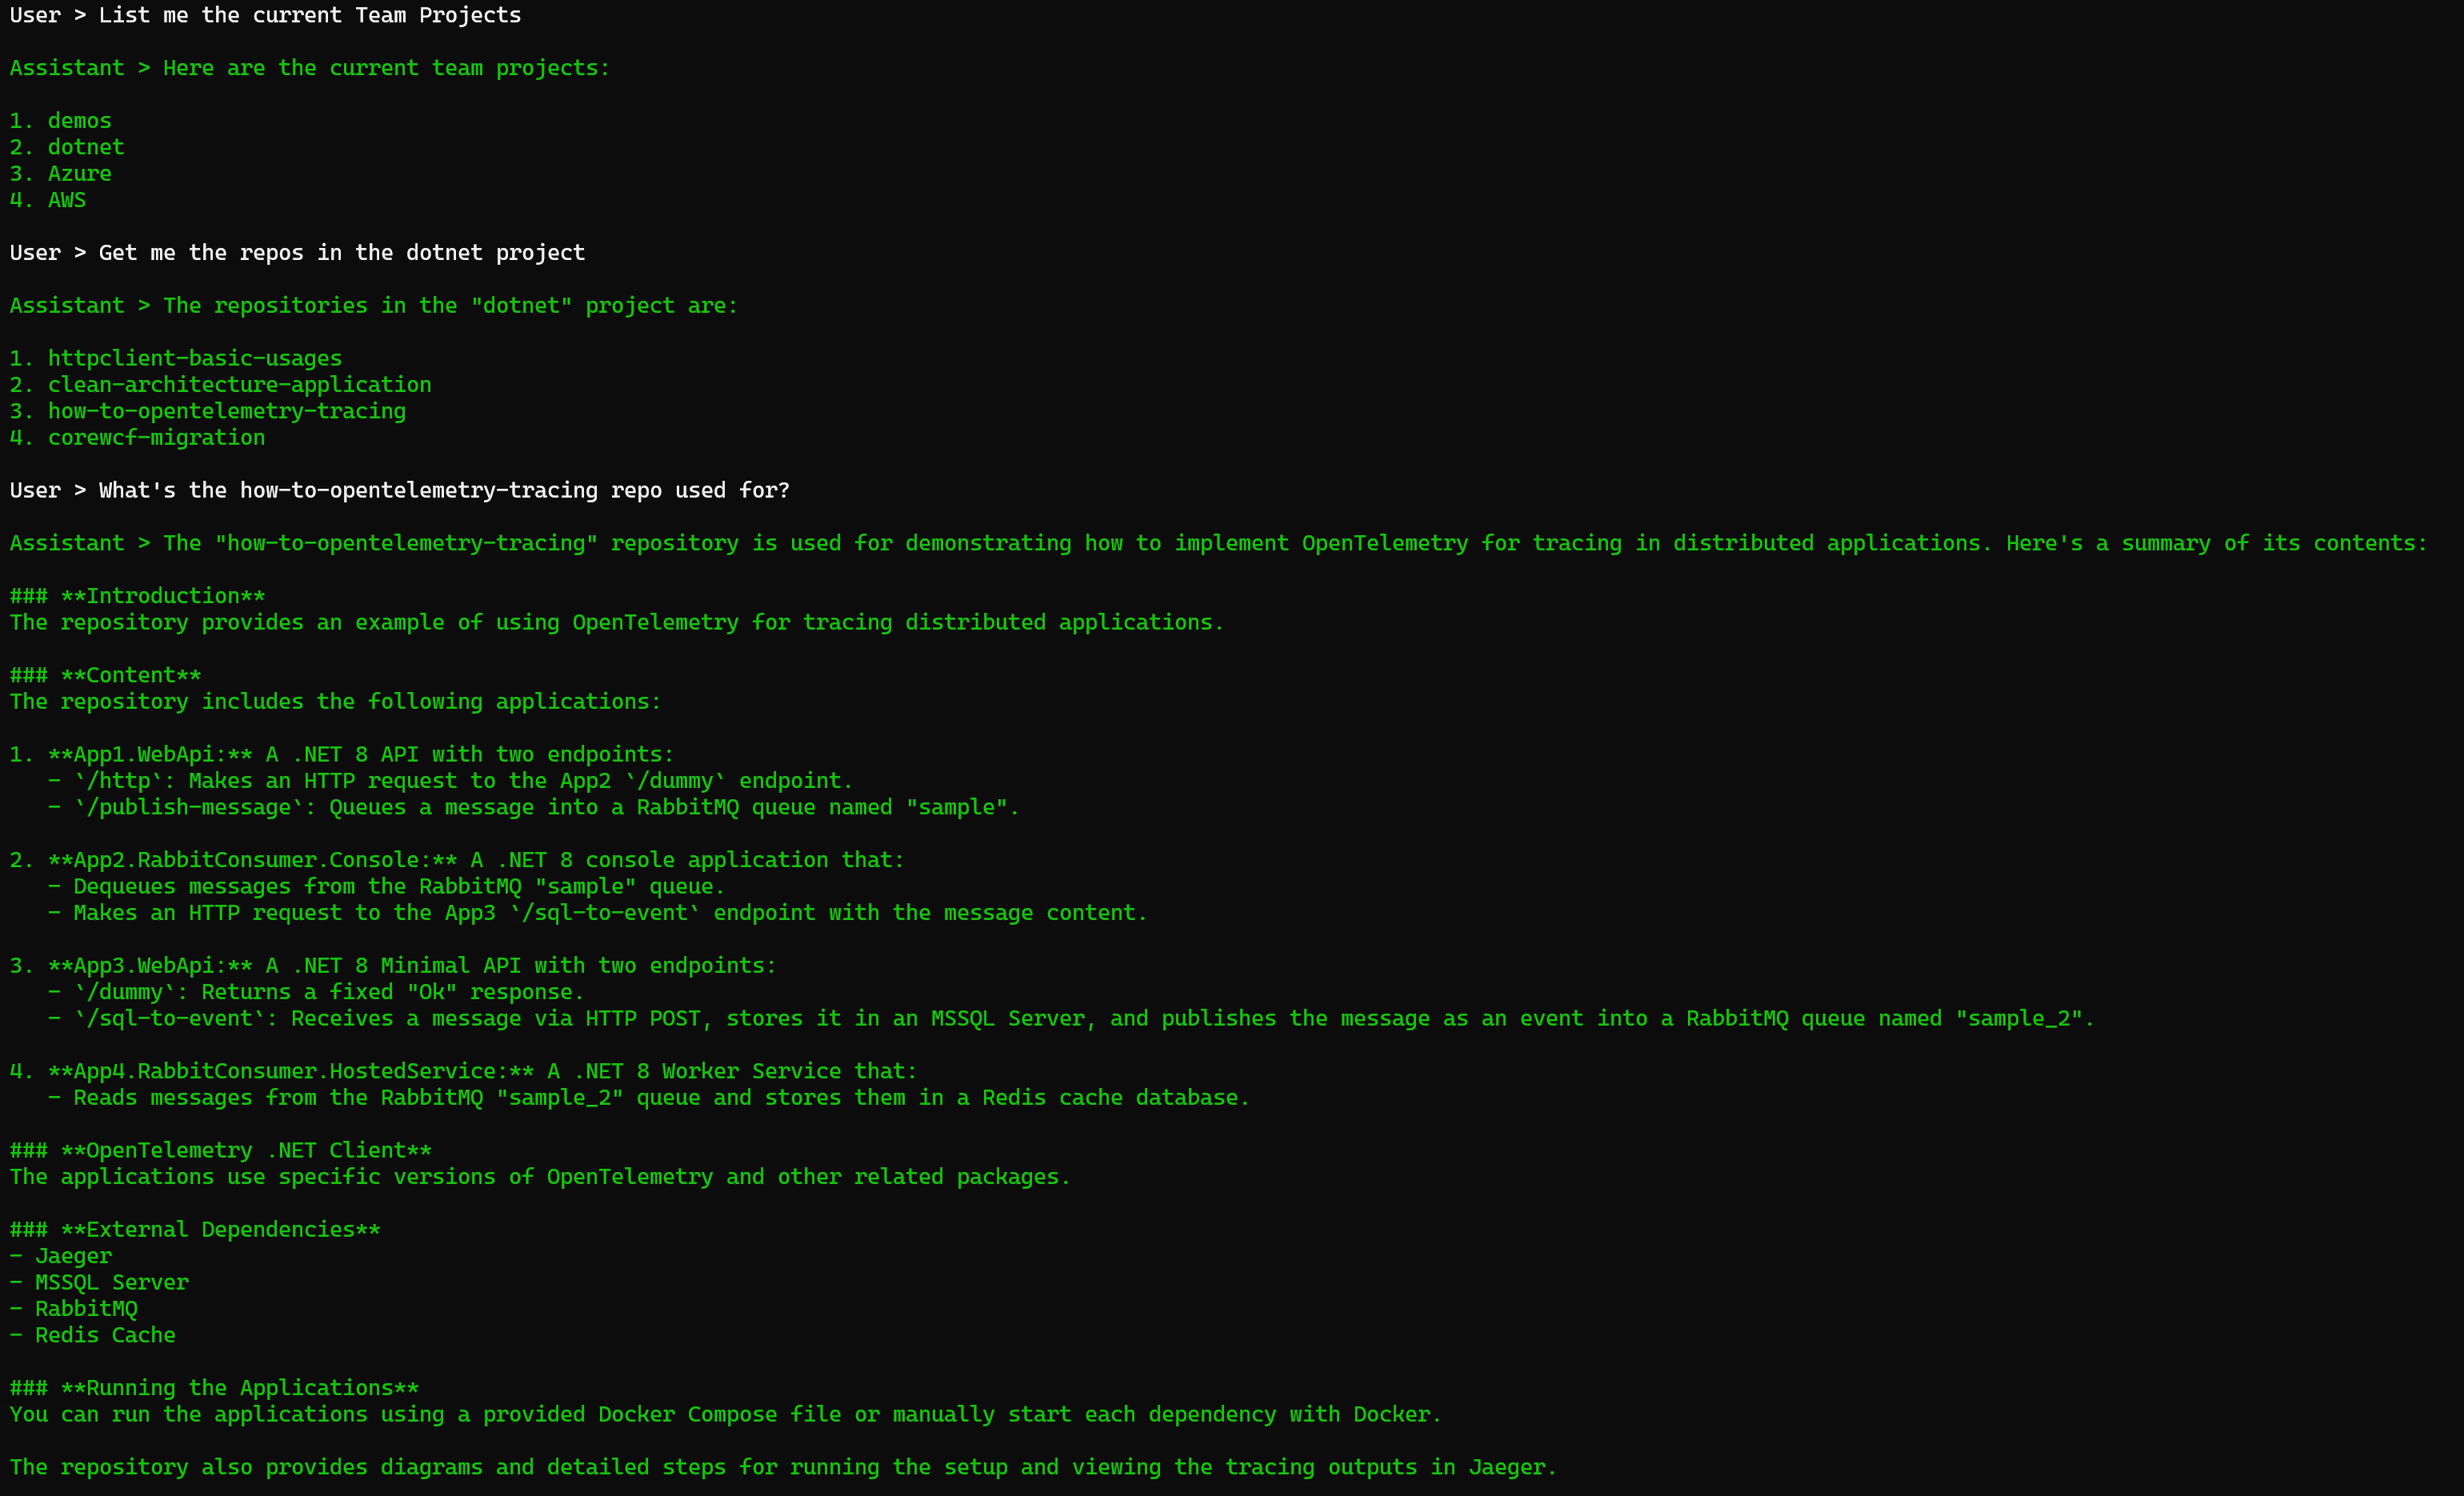 User > List me the current Team Projects
Assistant > Here are the current team projects:
1. demos
2. dotnet
3. Azure
4. AWS
User > Get me the repos in the dotnet project
Assistant > The repositories in the "dotnet" project are:
1. httpclient-basic-usages
2. clean-architecture-application
3. how-to-opentelemetry-tracing
4. corewcf-migration
User > What's the how-to-opentelemetry-tracing repo used for?
Assistant > The "how-to-opentelemetry-tracing" repository is used for demonstrating how to implement OpenTelemetry for tracing in distributed applications. Here's a summary of its contents:
### **Introduction**
The repository provides an example of using OpenTelemetry for tracing distributed applications.
### **Content**
The repository includes the following applications:
1. **App1.WebApi:** A .NET 8 API with two endpoints:
   - `/http`: Makes an HTTP request to the App2 `/dummy` endpoint.
   - `/publish-message`: Queues a message into a RabbitMQ queue named "sample".
2. **App2.RabbitConsumer.Console:** A .NET 8 console application that:
   - Dequeues messages from the RabbitMQ "sample" queue.
   - Makes an HTTP request to the App3 `/sql-to-event` endpoint with the message content.
3. **App3.WebApi:** A .NET 8 Minimal API with two endpoints:
   - `/dummy`: Returns a fixed "Ok" response.
   - `/sql-to-event`: Receives a message via HTTP POST, stores it in an MSSQL Server, and publishes the message as an event into a RabbitMQ queue named "sample_2".
4. **App4.RabbitConsumer.HostedService:** A .NET 8 Worker Service that:
   - Reads messages from the RabbitMQ "sample_2" queue and stores them in a Redis cache database.
### **OpenTelemetry .NET Client**
The applications use specific versions of OpenTelemetry and other related packages.
### **External Dependencies**
- Jaeger
- MSSQL Server
- RabbitMQ
- Redis Cache
### **Running the Applications**
You can run the applications using a provided Docker Compose file or manually start each dependency with Docker.
The repository also provides diagrams and detailed steps for running the setup and viewing the tracing outputs in Jaeger.